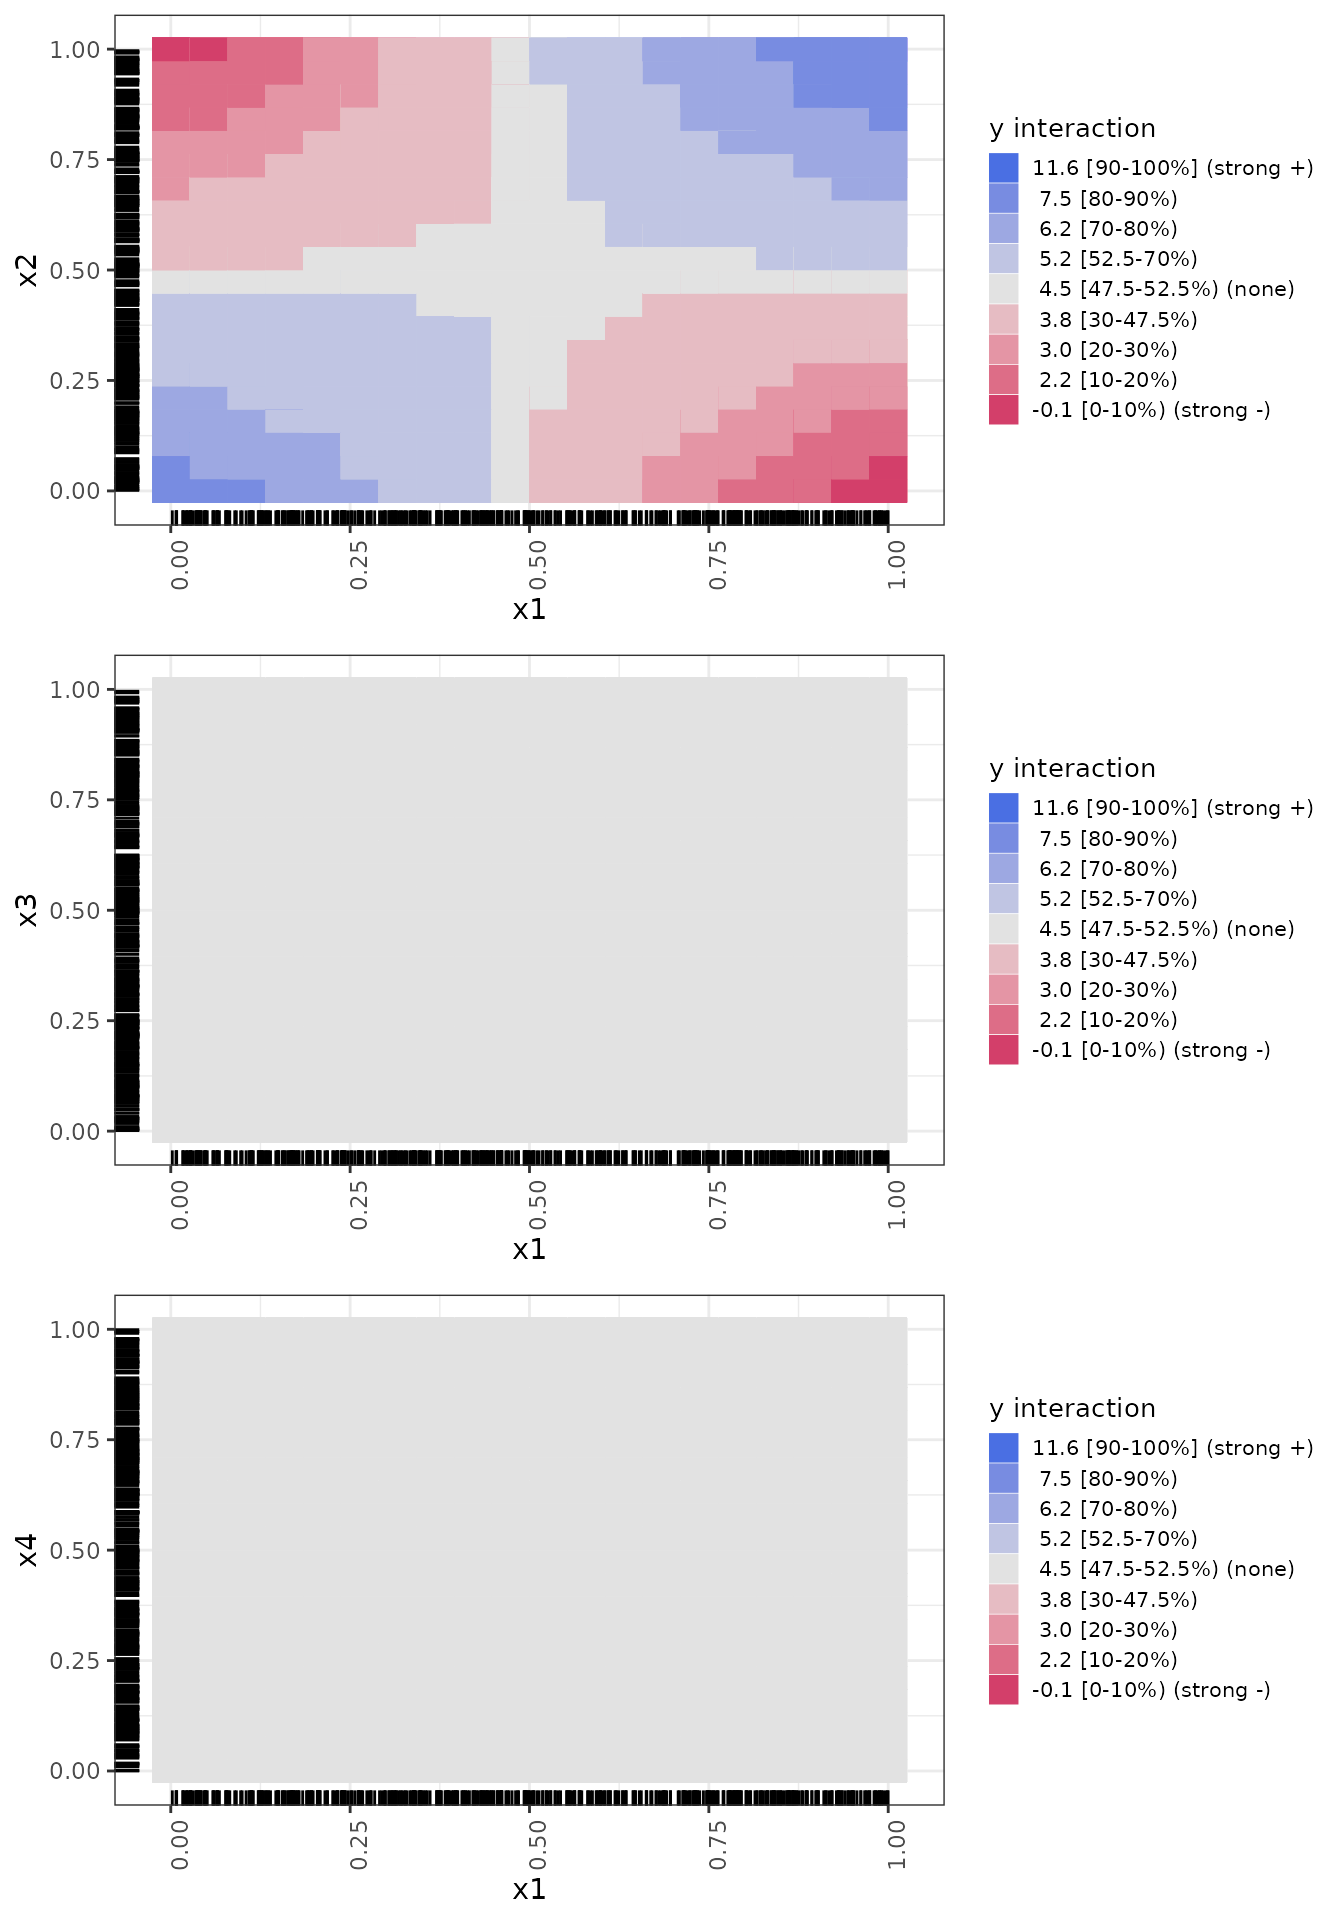 1.00
0.75
0.50
0.25
0.00
x2
0.00 0.25 0.50 0.75 1.00
x1
y interaction
11.6 [90-100%] (strong +)
7.5 [80-90%)
6.2 [70-80%)
5.2 [52.5-70%)
4.5 [47.5-52.5%) (none)
3.8 [30-47.5%)
3.0 [20-30%)
2.2 [10-20%)
-0.1 [0-10%) (strong -)
1.00
0.75
0.50
0.25
0.00
x3
0.00 0.25 0.50 0.75 1.00
x1
y interaction
11.6 [90-100%] (strong +)
7.5 [80-90%)
6.2 [70-80%)
5.2 [52.5-70%)
4.5 [47.5-52.5%) (none)
3.8 [30-47.5%)
3.0 [20-30%)
2.2 [10-20%)
-0.1 [0-10%) (strong -)
1.00
0.75
0.50
0.25
0.00
x4
0.00 0.25 0.50 0.75 1.00
x1
y interaction
11.6 [90-100%] (strong +)
7.5 [80-90%)
6.2 [70-80%)
5.2 [52.5-70%)
4.5 [47.5-52.5%) (none)
3.8 [30-47.5%)
3.0 [20-30%)
2.2 [10-20%)
-0.1 [0-10%) (strong -)